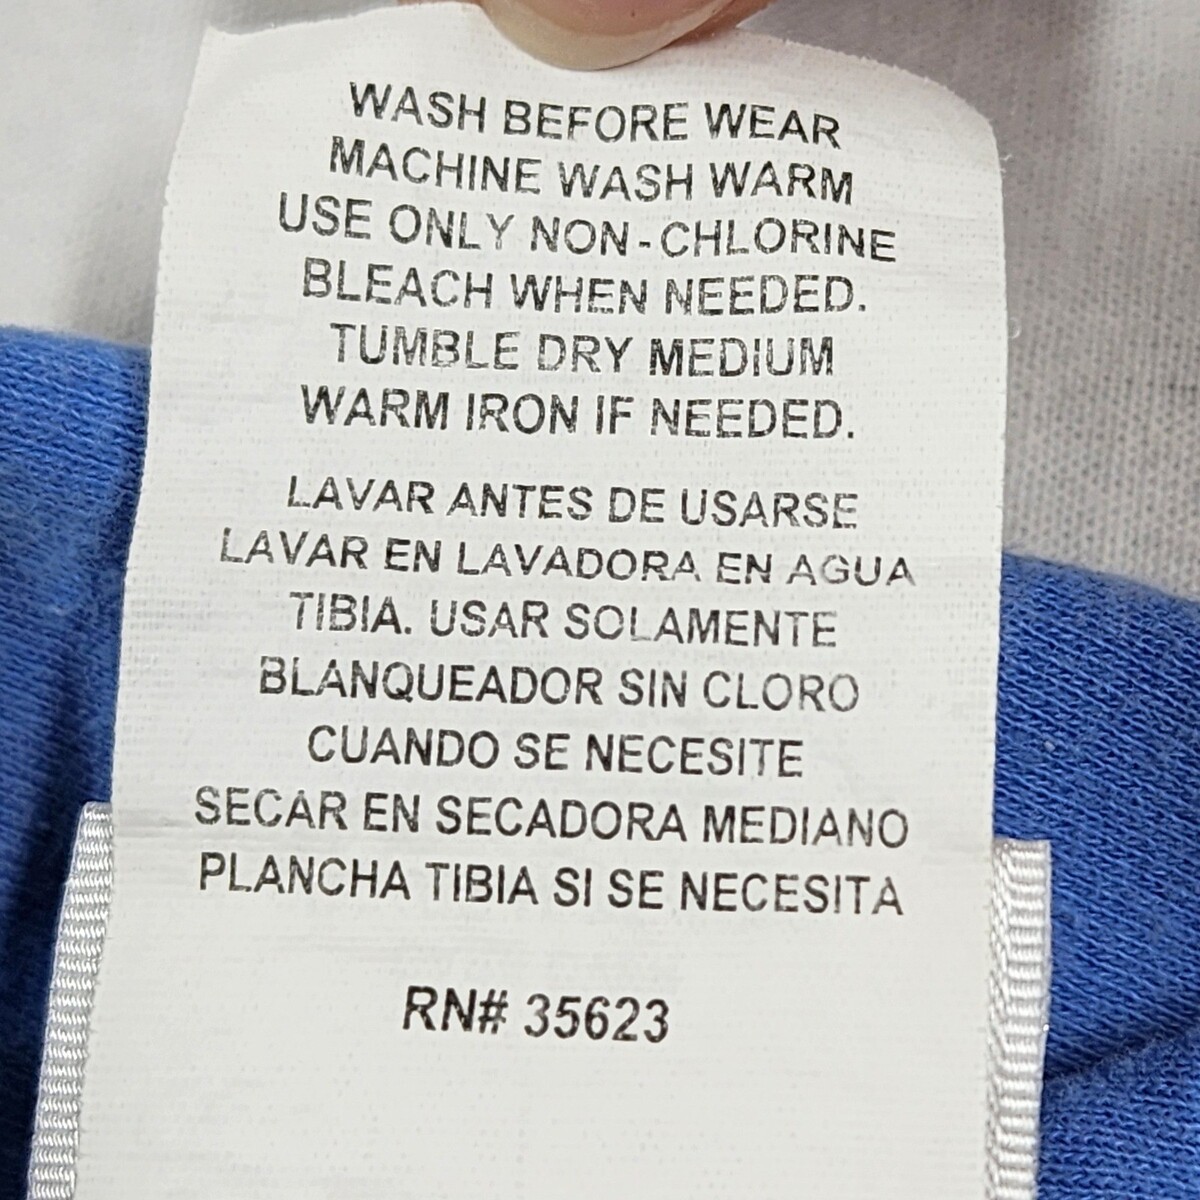 WASH BEFORE WEAR
MACHINE WASH WARM
USE ONLY NON-CHLORINE
BLEACH WHEN NEEDED.
TUMBLE DRY MEDIUM
WARM IRON IF NEEDED.
LAVAR ANTES DE USARSE
LAVAR EN LAVADORA EN AGUA
TIBIA. USAR SOLAMENTE
BLANQUEADOR SIN CLORO
CUANDO SE NECESITE
SECAR EN SECADORA MEDIANO
PLANCHA TIBIA SI SE NECESITA
RN# 35623